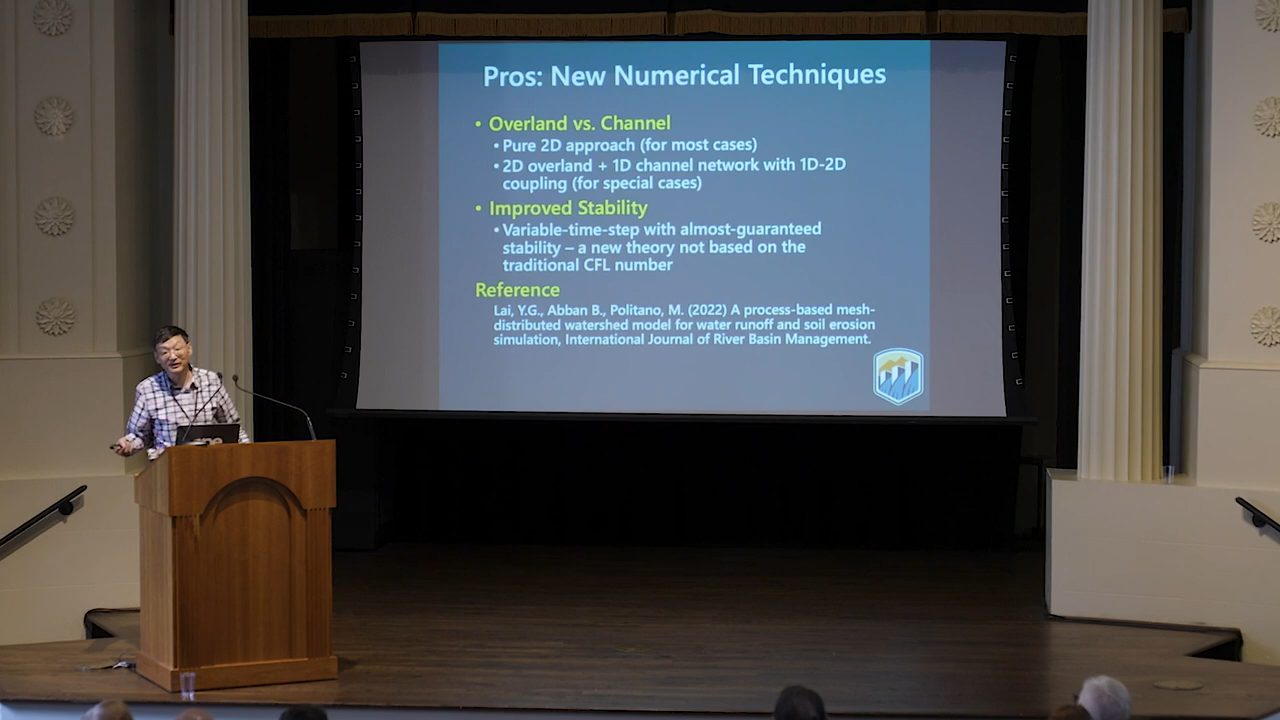 Pros: New Numerical Techniques
• Overland vs. Channel
• Pure 2D approach (for most cases)
• 2D overland + 1D channel network with 1D-2D
coupling (for special cases)
• Improved Stability
• Variable-time-step with almost-guaranteed
stability – a new theory not based on the
traditional CFL number
Reference
Lai, Y.G., Abban B., Politano, M. (2022) A process-based mesh-
distributed watershed model for water runoff and soil erosion
simulation, International Journal of River Basin Management.